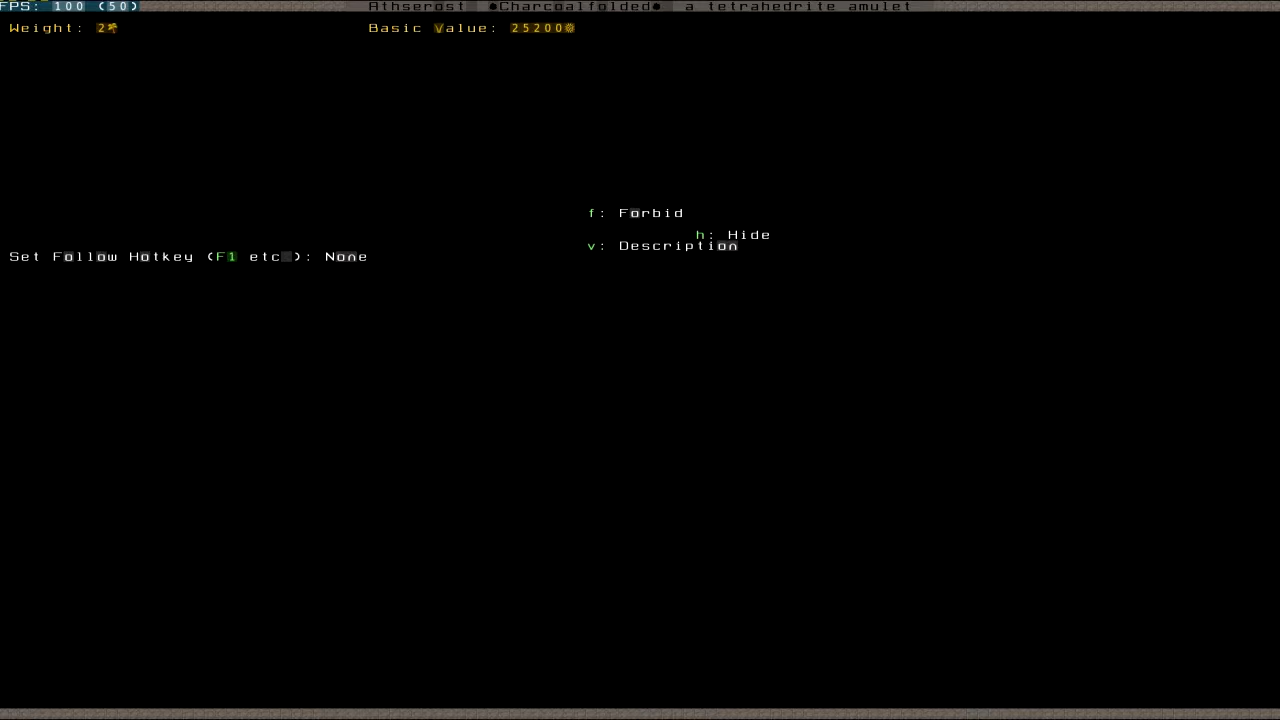 FPS: 100 (50) Athserost •Charcoalfolded• a tetrahedrite amulet
Weight: 2 Basic Value: 25200☼
f: Forbid
h: Hide
v: Description
Set Follow Hotkey (F1 etc.): None